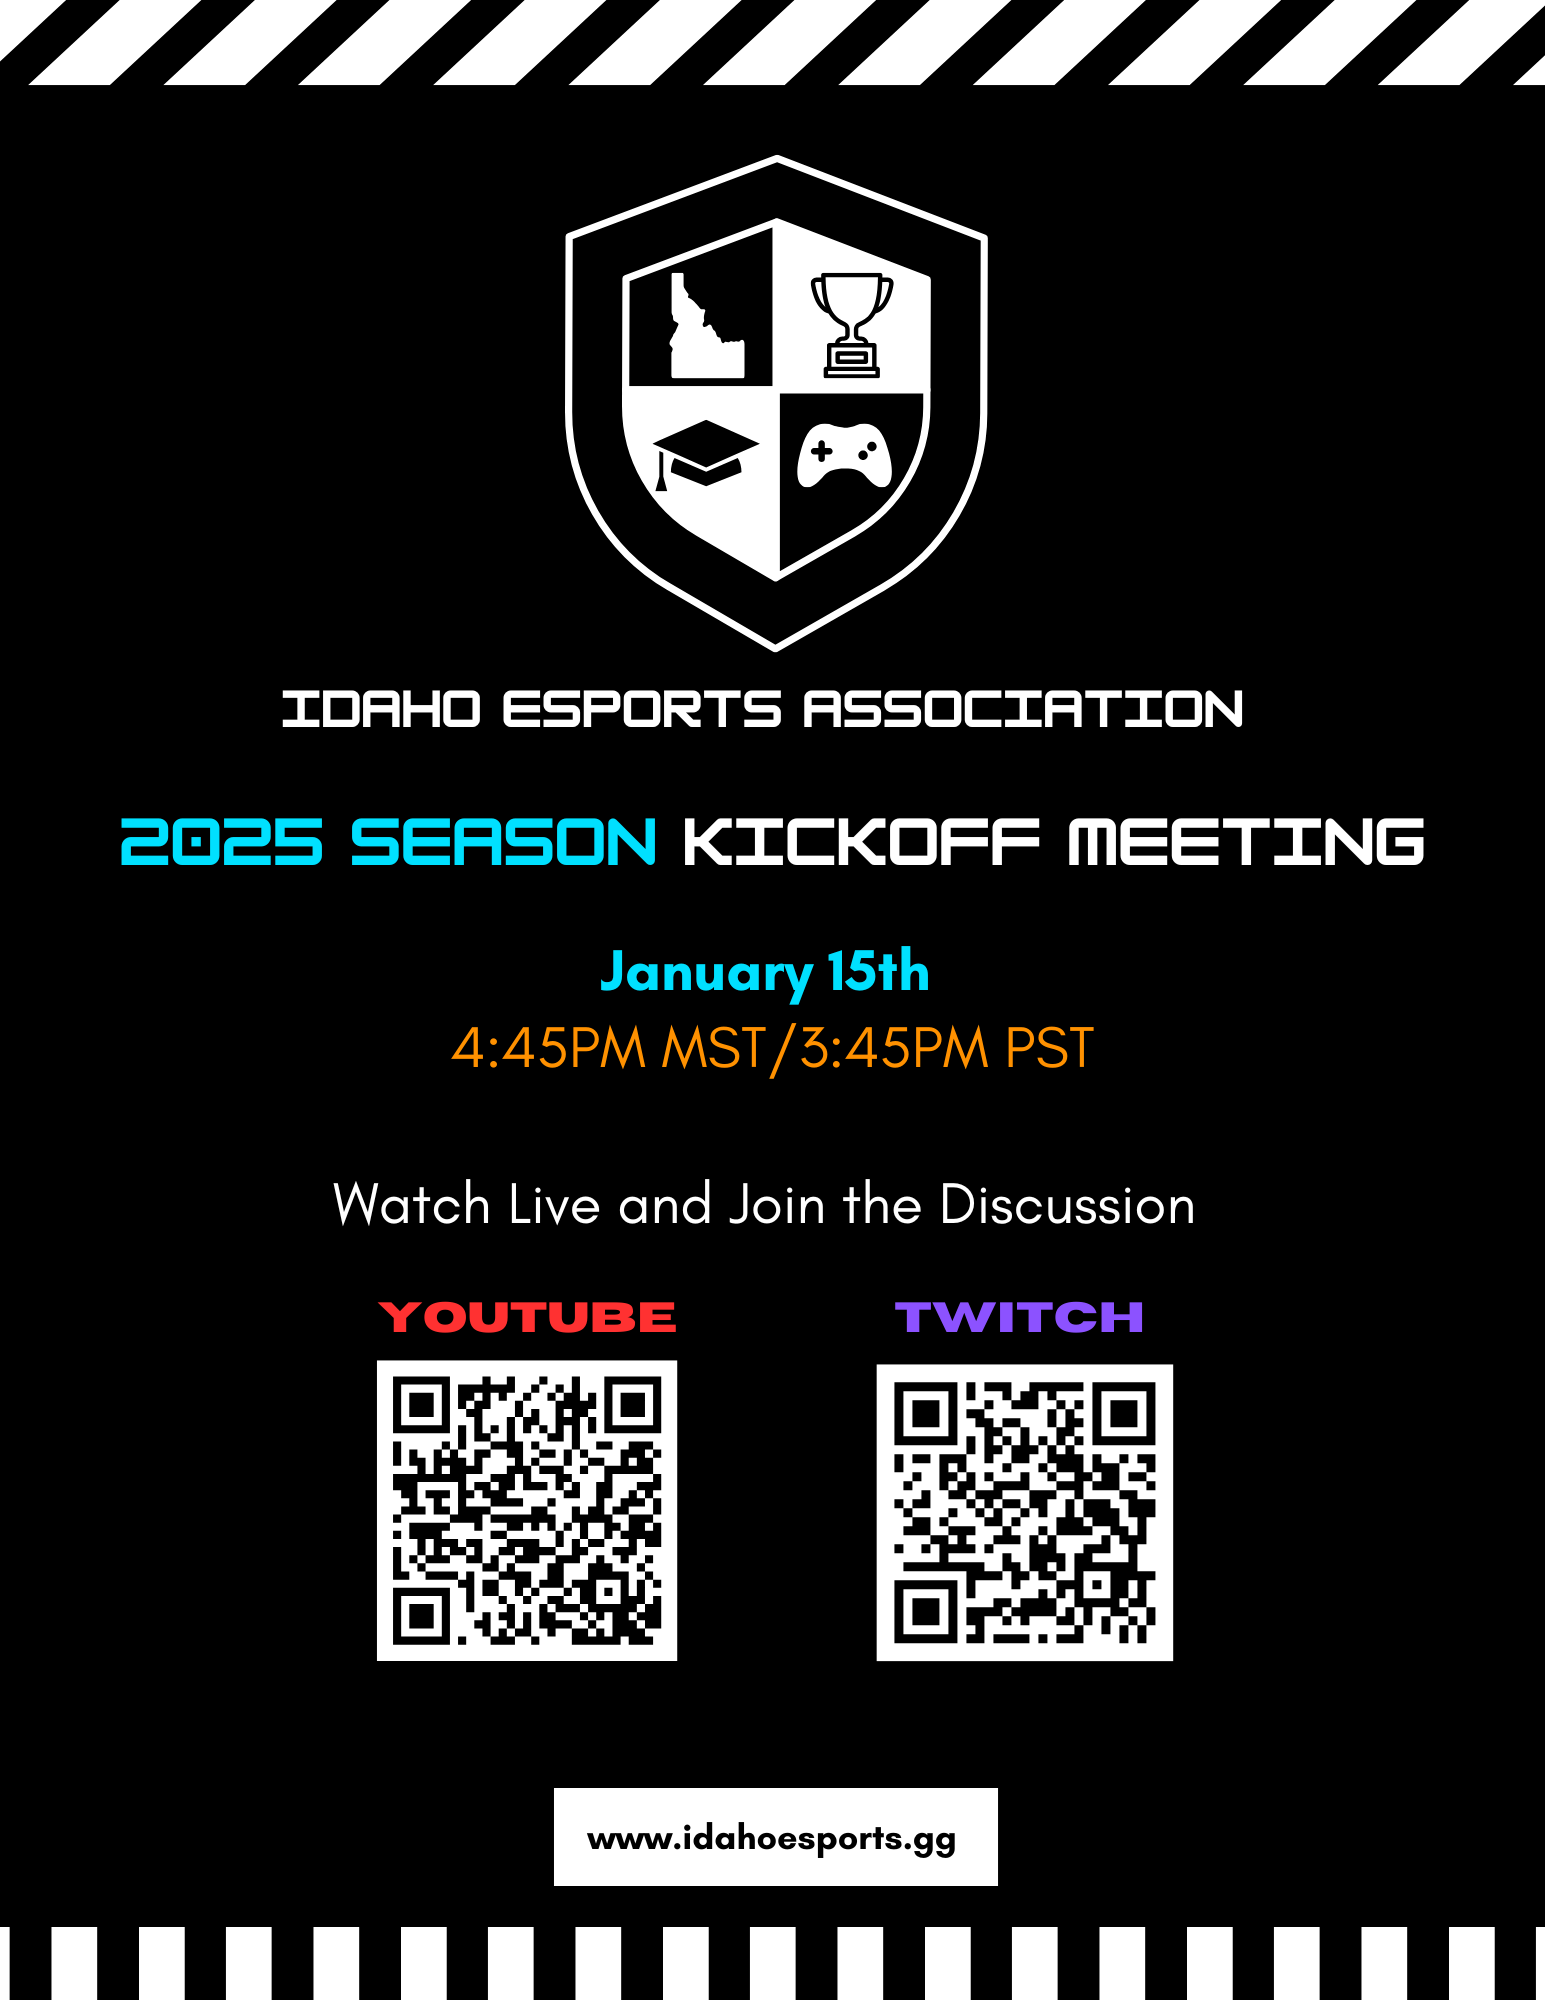 IDAHO ESPORTS ASSOCIATION
2025 SEASON KICKOFF MEETING
January 15th
4:45PM MST/3:45PM PST
Watch Live and Join the Discussion
YOUTUBE
TWITCH
www.idahoesports.gg